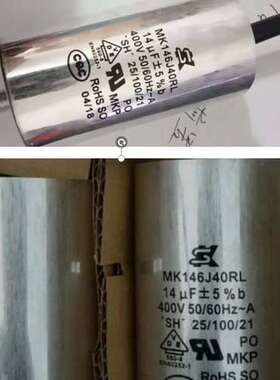 MK146J40RL
14 µF±5%b
400V 50/60Hz~A
"SH" 25/100/21
PO
MKP
RoHS SO
04/18
CQC
MK146J40RL
14 µF±5%b
400V 50/60Hz~A
"SH" 25/100/21
PO
MKP
RoHS SO